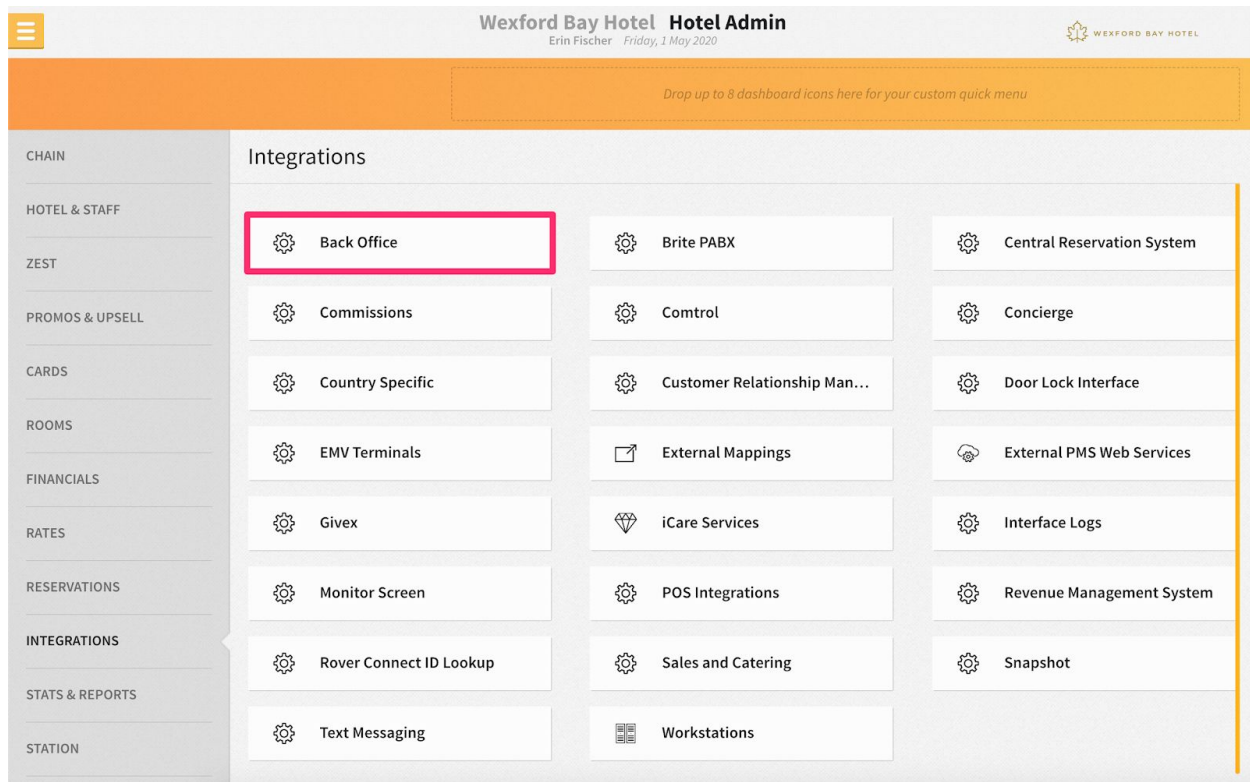 Wexford Bay Hotel Hotel Admin
Erin Fischer Friday, 1 May 2020
WEXFORD BAY HOTEL
Drop up to 8 dashboard icons here for your custom quick menu
CHAIN
HOTEL & STAFF
ZEST
PROMOS & UPSELL
CARDS
ROOMS
FINANCIALS
RATES
RESERVATIONS
INTEGRATIONS
STATS & REPORTS
STATION
Integrations
Back Office
Brite PABX
Central Reservation System
Commissions
Comtrol
Concierge
Country Specific
Customer Relationship Man...
Door Lock Interface
EMV Terminals
External Mappings
External PMS Web Services
Givex
iCare Services
Interface Logs
Monitor Screen
POS Integrations
Revenue Management System
Rover Connect ID Lookup
Sales and Catering
Snapshot
Text Messaging
Workstations